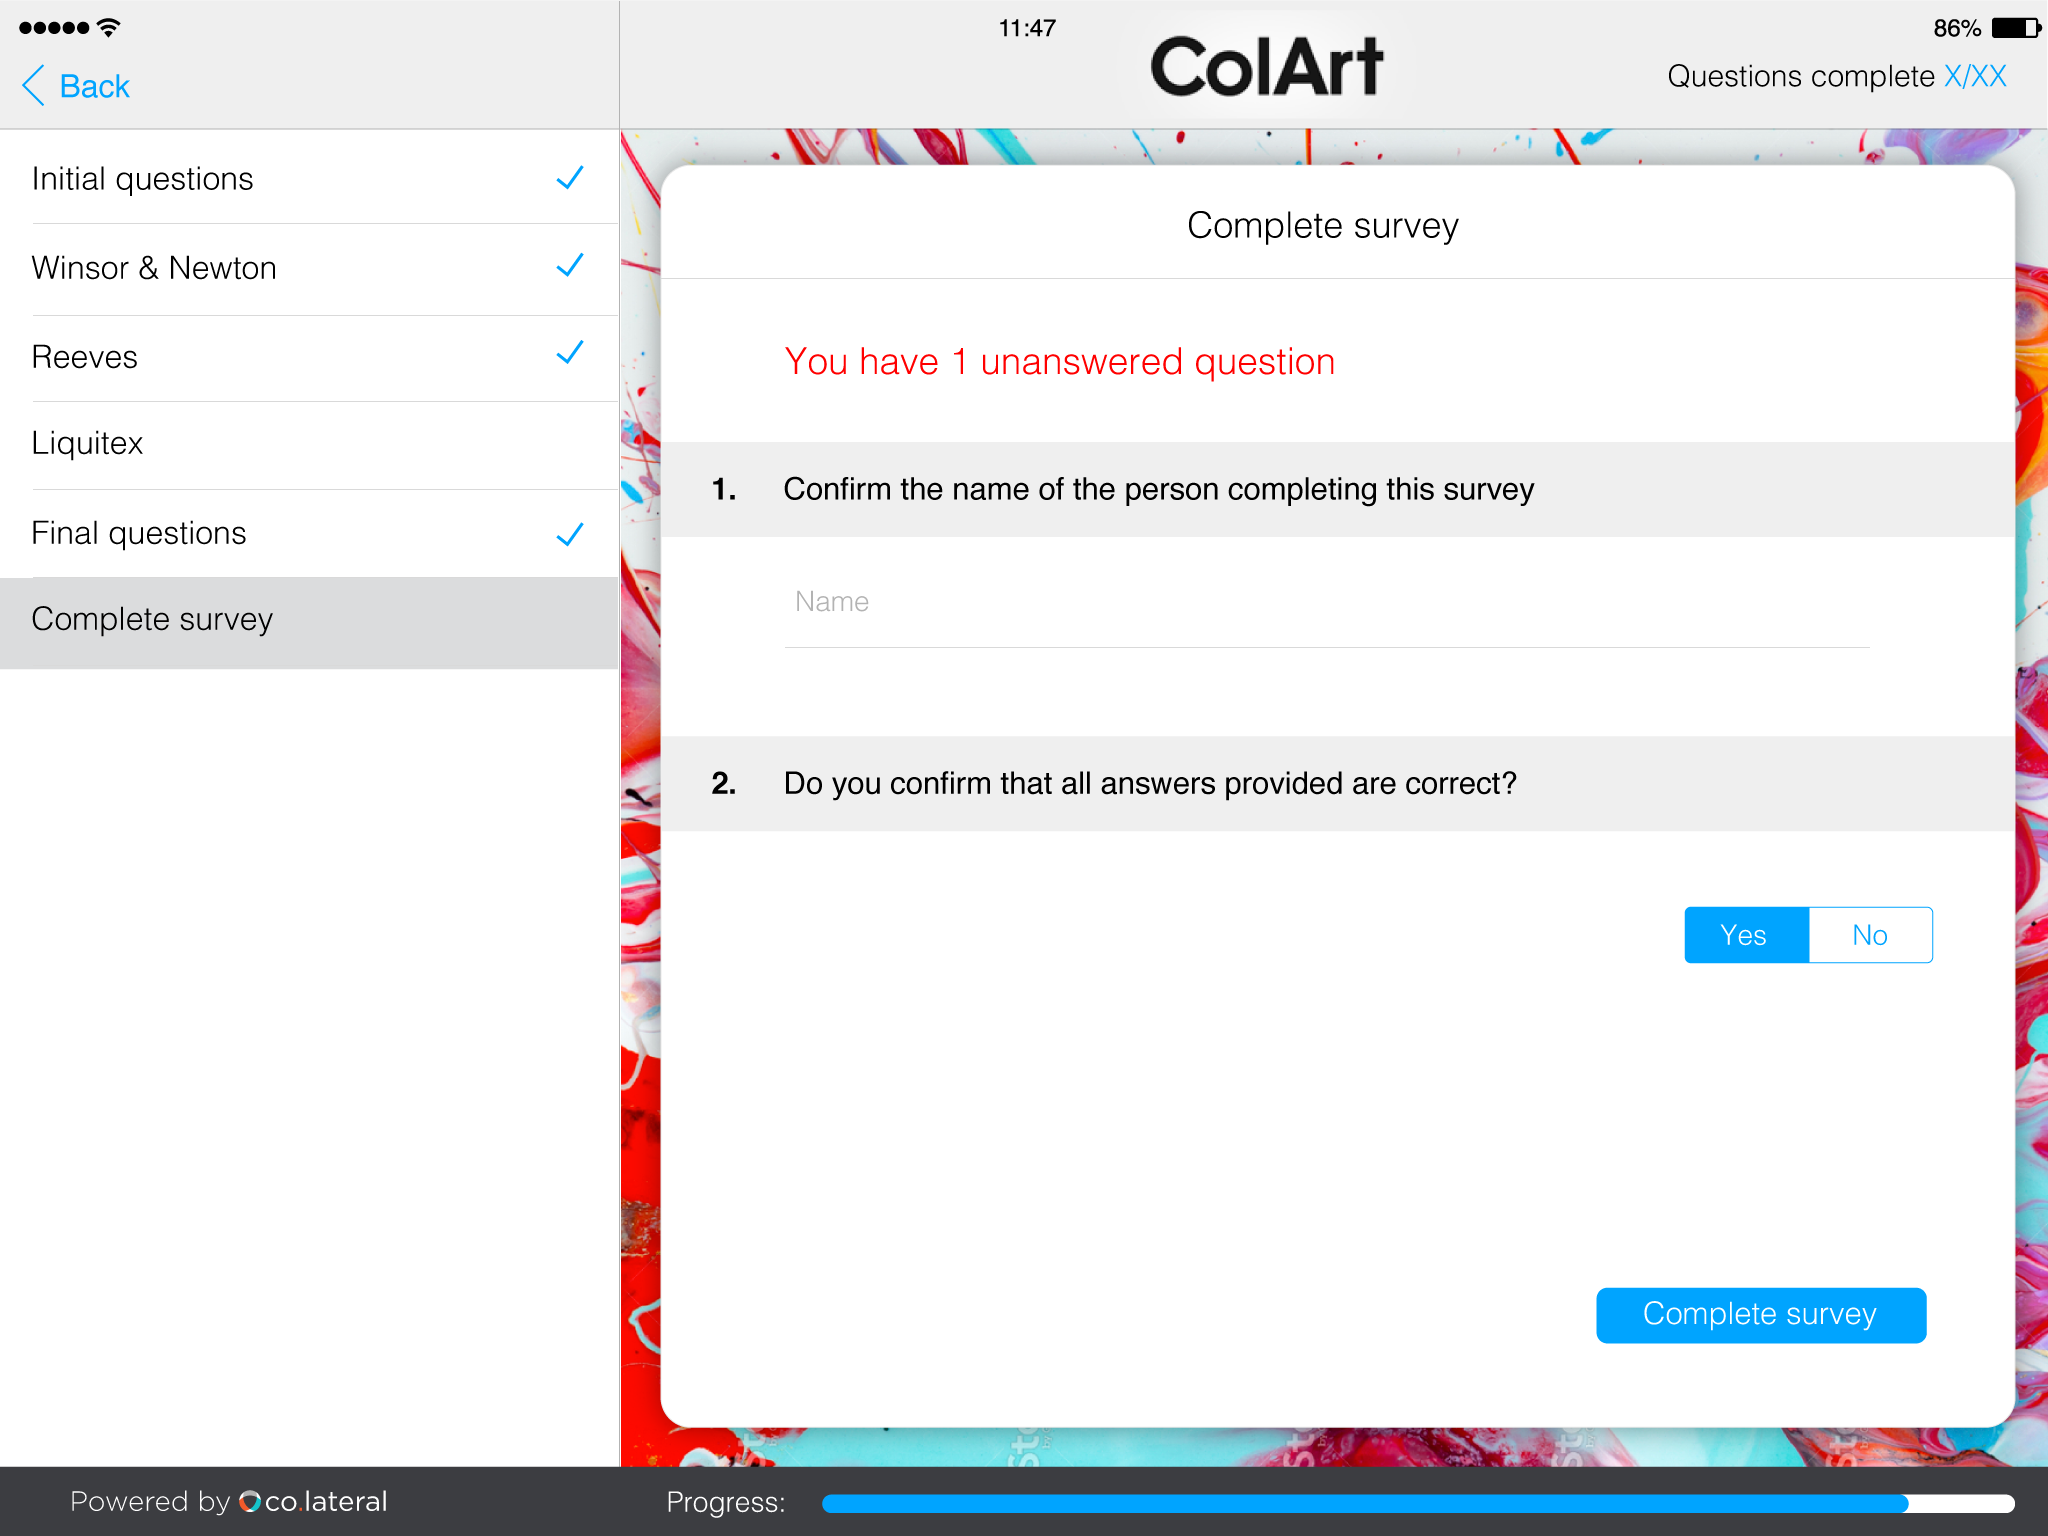 11:47
86%
Back
ColArt
Questions complete X/XX
Initial questions
Winsor & Newton
Reeves
Liquitex
Final questions
Complete survey
Complete survey
You have 1 unanswered question
1. Confirm the name of the person completing this survey
Name
2. Do you confirm that all answers provided are correct?
Yes No
Complete survey
Powered by co.lateral
Progress: